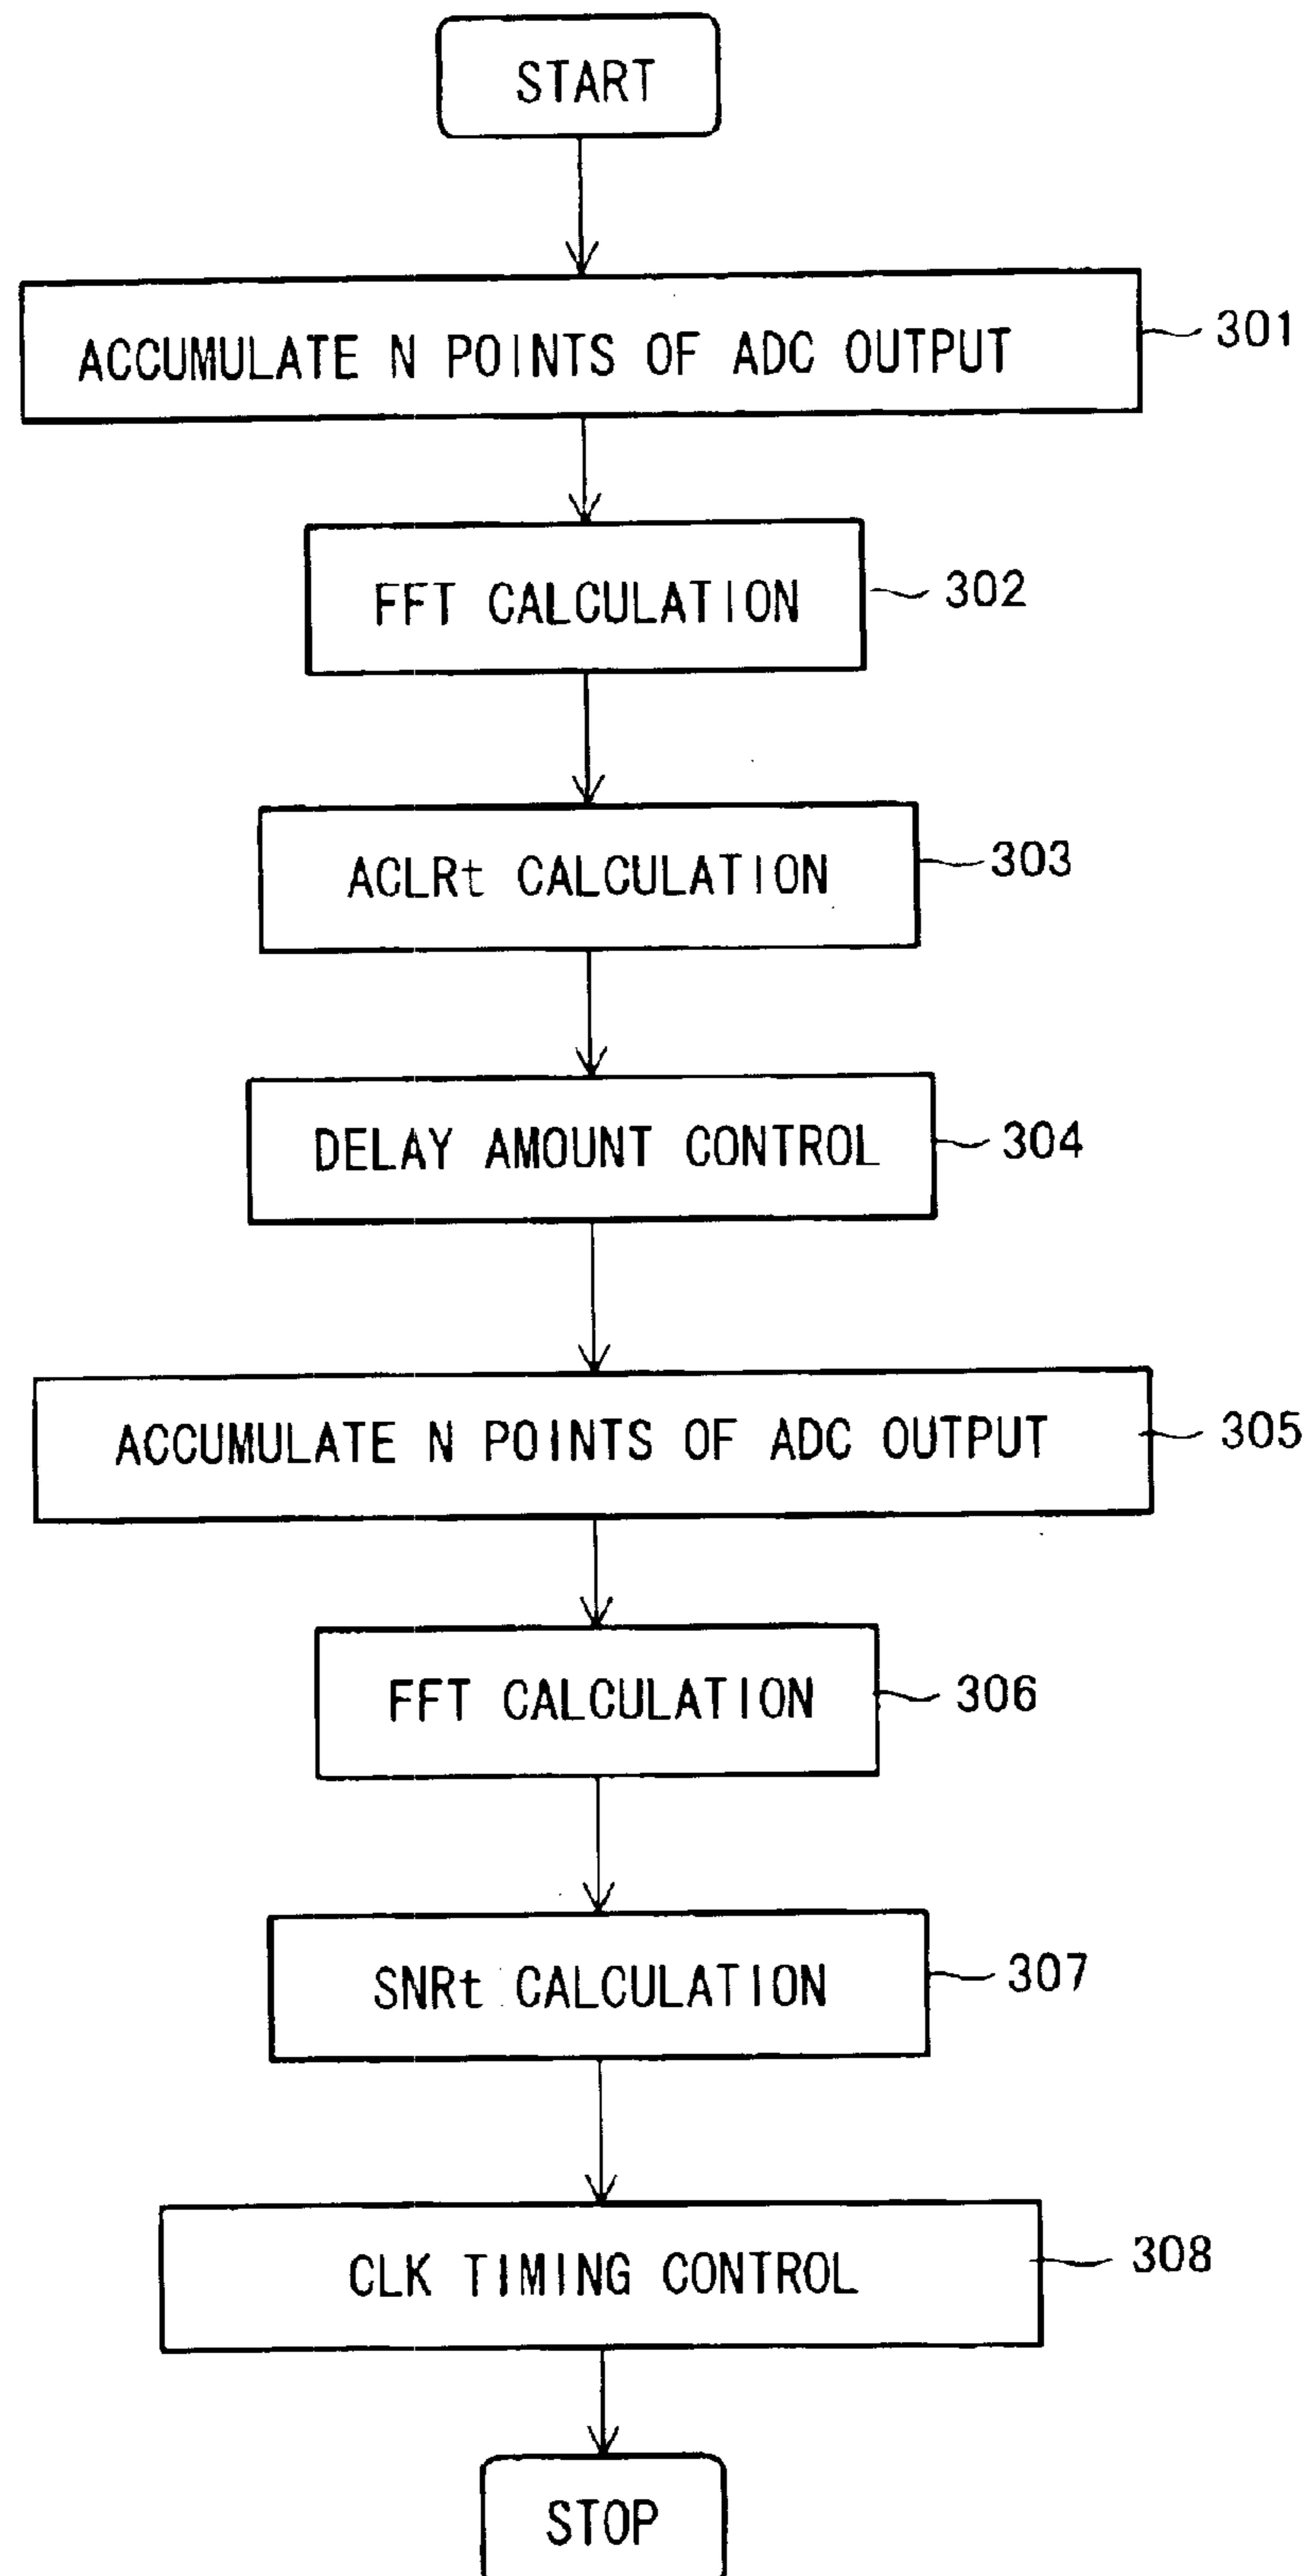 START
ACCUMULATE N POINTS OF ADC OUTPUT 301
FFT CALCULATION 302
ACLRt CALCULATION 303
DELAY AMOUNT CONTROL 304
ACCUMULATE N POINTS OF ADC OUTPUT 305
FFT CALCULATION 306
SNRt CALCULATION 307
CLK TIMING CONTROL 308
STOP